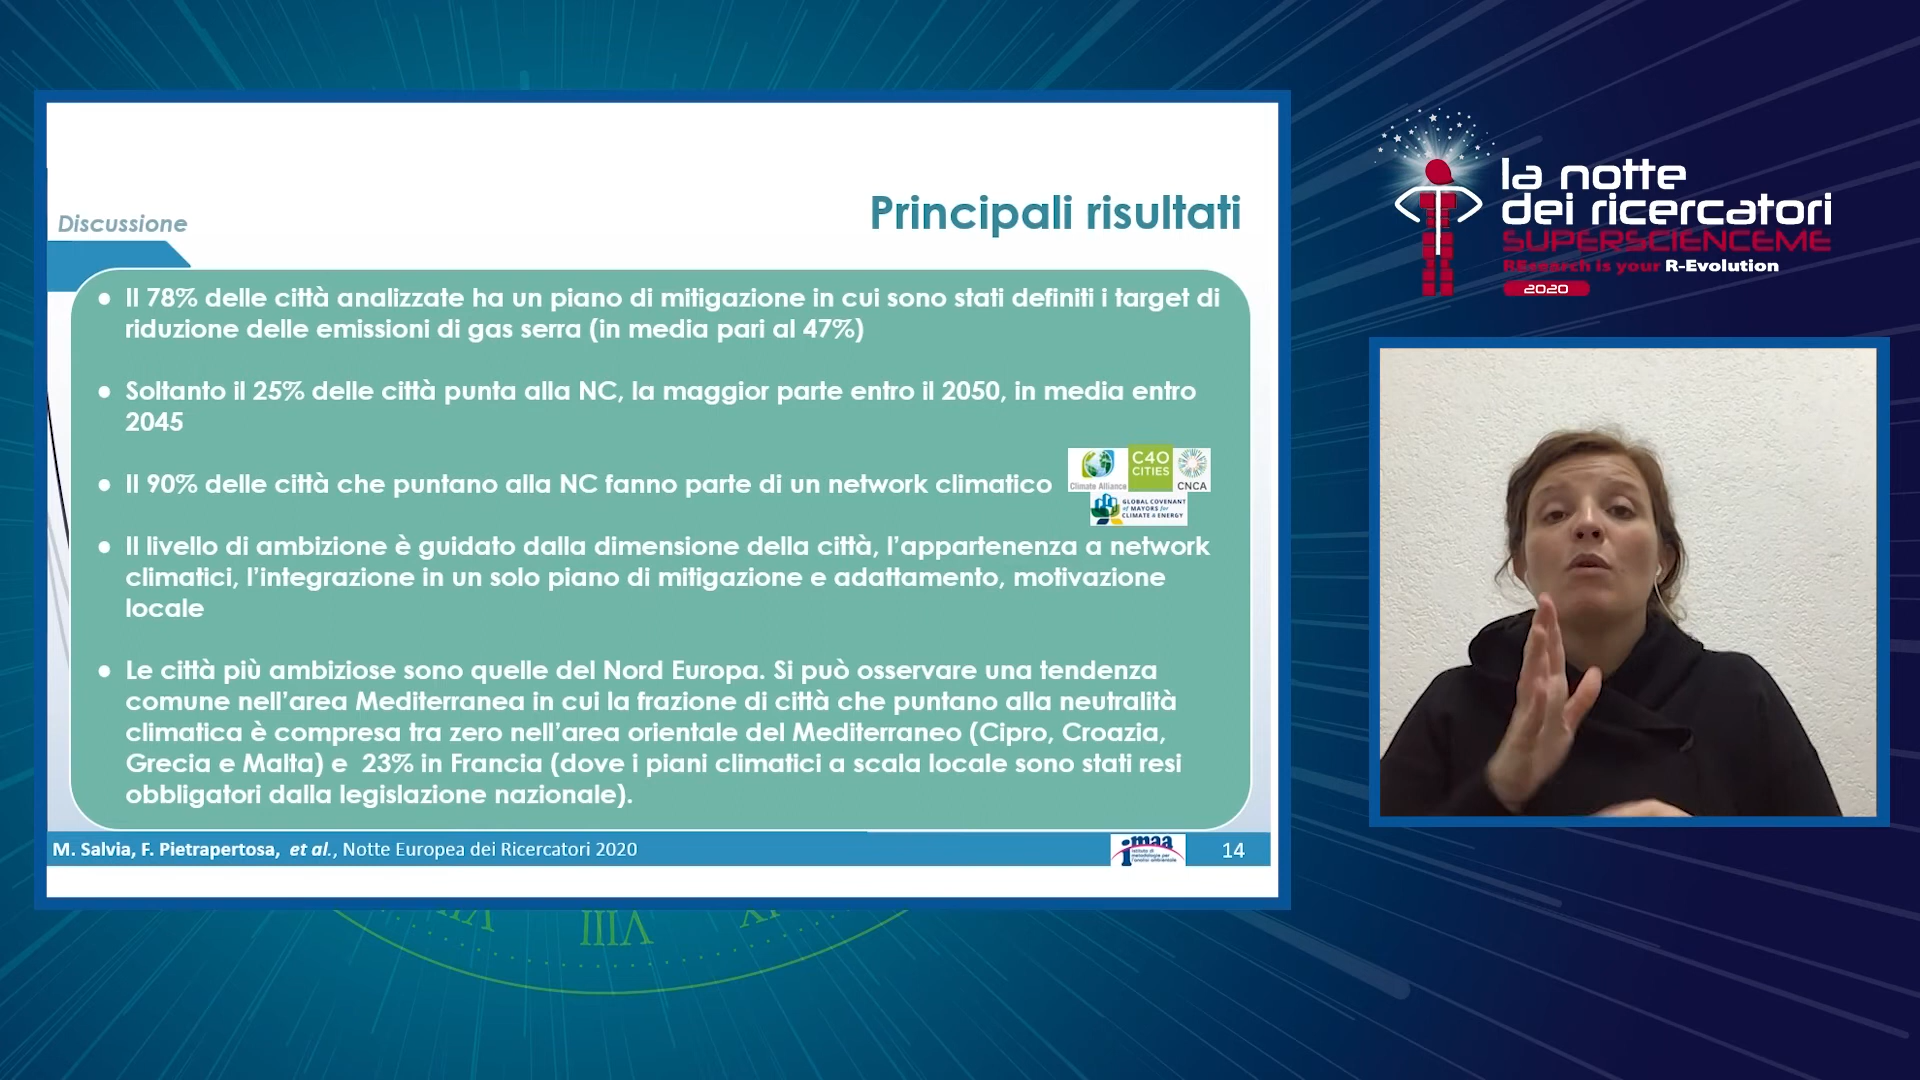 Discussione
Principali risultati
● Il 78% delle città analizzate ha un piano di mitigazione in cui sono stati definiti i target di
riduzione delle emissioni di gas serra (in media pari al 47%)
● Soltanto il 25% delle città punta alla NC, la maggior parte entro il 2050, in media entro
2045
● Il 90% delle città che puntano alla NC fanno parte di un network climatico
Climate Alliance
C40
CITIES
CNCA
GLOBAL COVENANT
of MAYORS for
CLIMATE & ENERGY
● Il livello di ambizione è guidato dalla dimensione della città, l’appartenenza a network
climatici, l’integrazione in un solo piano di mitigazione e adattamento, motivazione
locale
● Le città più ambiziose sono quelle del Nord Europa. Si può osservare una tendenza
comune nell’area Mediterranea in cui la frazione di città che puntano alla neutralità
climatica è compresa tra zero nell’area orientale del Mediterraneo (Cipro, Croazia,
Grecia e Malta) e 23% in Francia (dove i piani climatici a scala locale sono stati resi
obbligatori dalla legislazione nazionale).
M. Salvia, F. Pietrapertosa, et al., Notte Europea dei Ricercatori 2020
imaa
istituto di
metodologie per
l'analisi ambientale
14
VIII
la notte
dei ricercatori
SUPERSCIENCEME
REsearch is your R-Evolution
2020